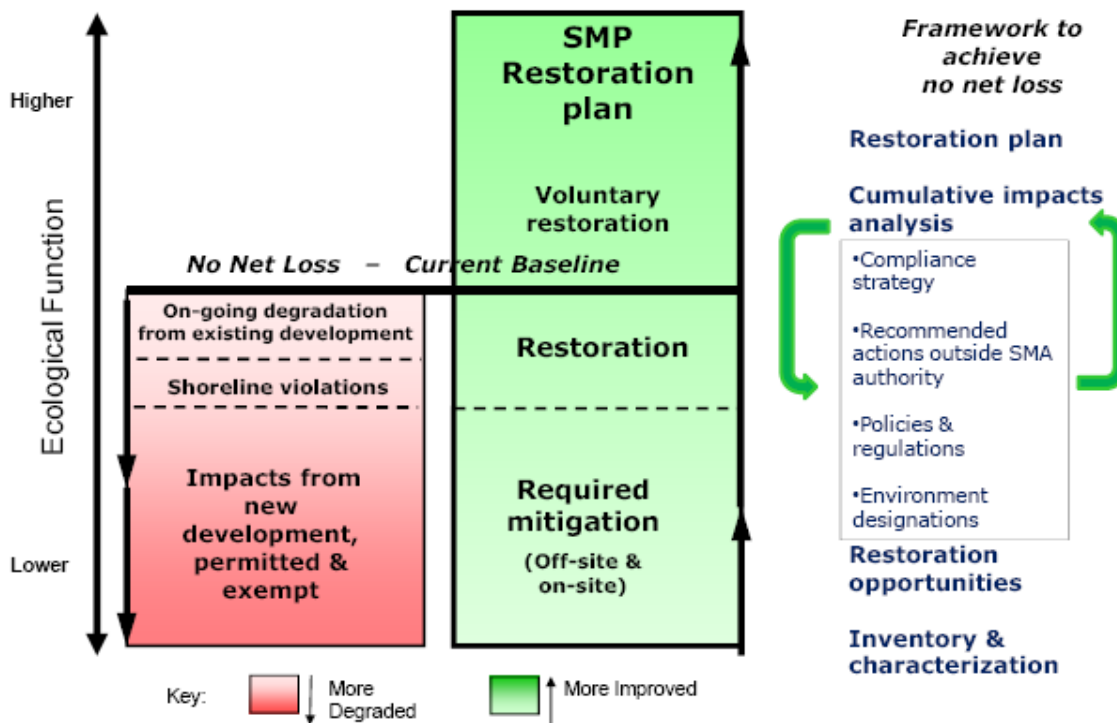 Higher
Ecological Function
Lower
SMP
Restoration
plan
Voluntary
restoration
No Net Loss – Current Baseline
On-going degradation
from existing development
Shoreline violations
Impacts from
new
development,
permitted &
exempt
Restoration
Required
mitigation
(Off-site &
on-site)
Framework to
achieve
no net loss
Restoration plan
Cumulative impacts
analysis
•Compliance
strategy
•Recommended
actions outside SMA
authority
•Policies &
regulations
•Environment
designations
Restoration
opportunities
Inventory &
characterization
Key:
More
Degraded
More Improved